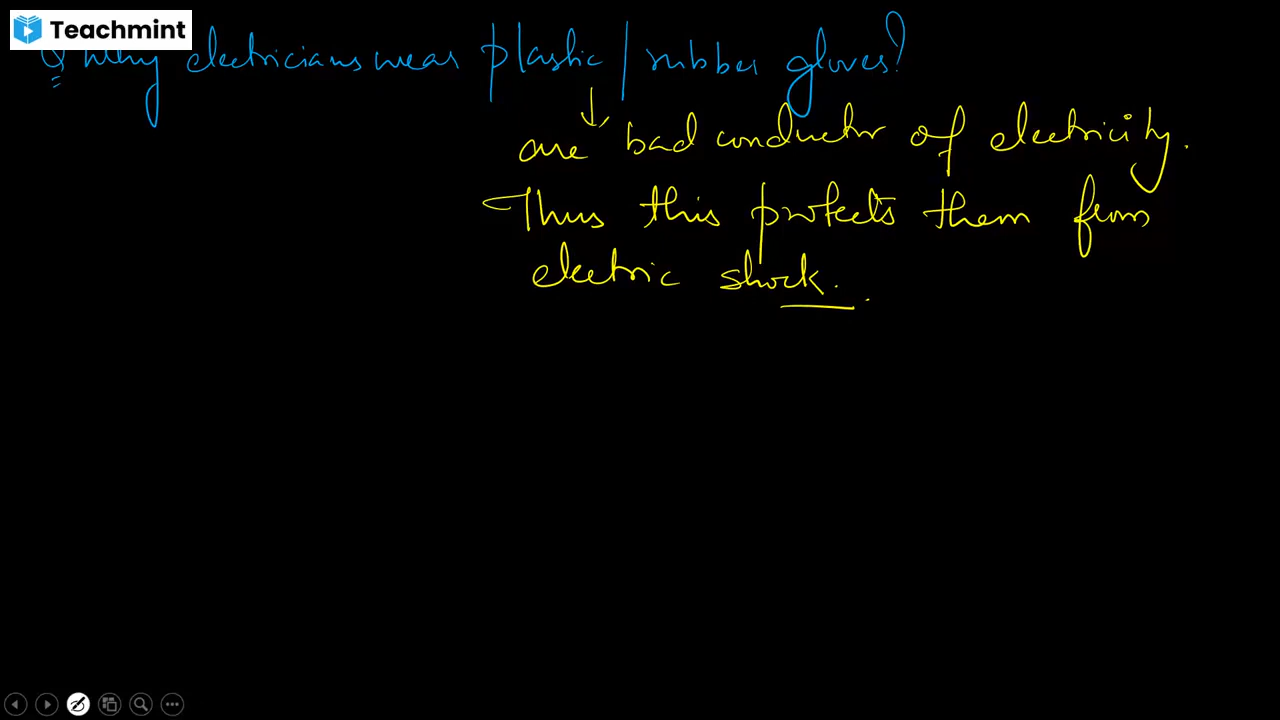 Teachmint
Q Why electricians wear plastic / rubber gloves?
↓
are bad conductor of electricity.
Thus this protects them from
electric shock.